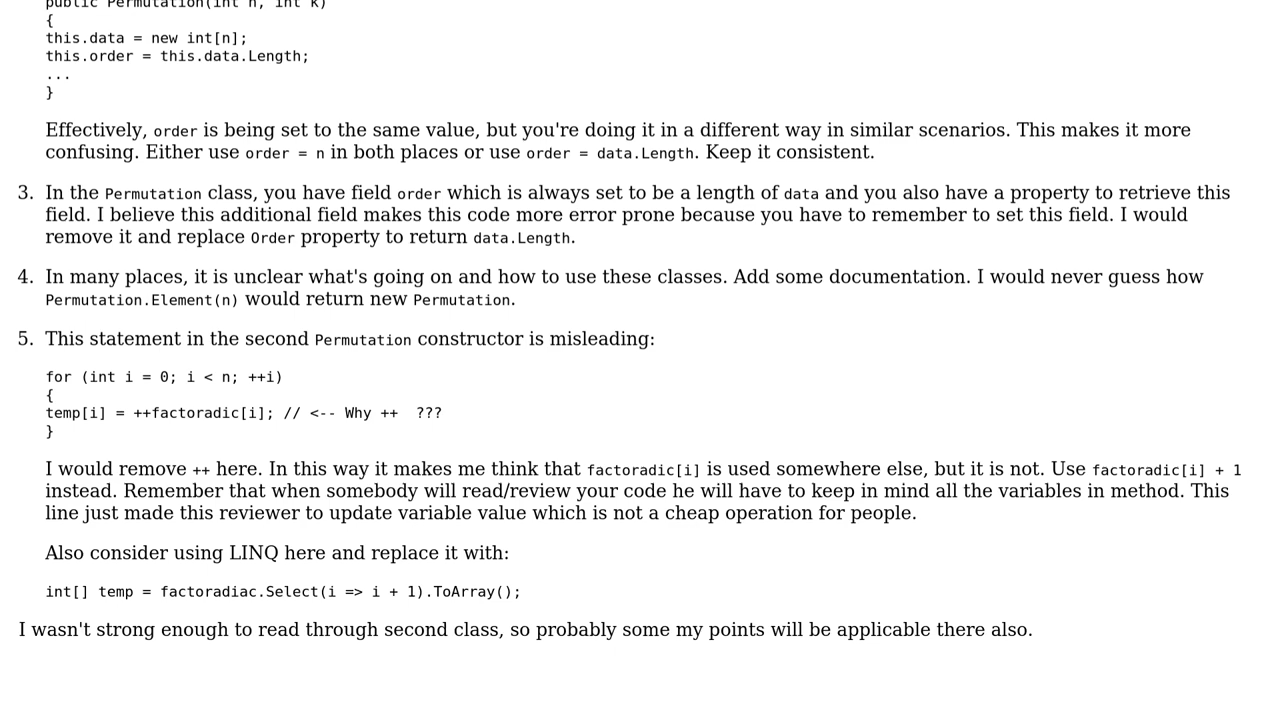 public Permutation(int n, int k)
{
this.data = new int[n];
this.order = this.data.Length;
...
}
Effectively, order is being set to the same value, but you're doing it in a different way in similar scenarios. This makes it more
confusing. Either use order = n in both places or use order = data.Length. Keep it consistent.
3. In the Permutation class, you have field order which is always set to be a length of data and you also have a property to retrieve this
field. I believe this additional field makes this code more error prone because you have to remember to set this field. I would
remove it and replace Order property to return data.Length.
4. In many places, it is unclear what's going on and how to use these classes. Add some documentation. I would never guess how
Permutation.Element(n) would return new Permutation.
5. This statement in the second Permutation constructor is misleading:
for (int i = 0; i < n; ++i)
{
temp[i] = ++factoradic[i]; // <-- Why ++  ???
}
I would remove ++ here. In this way it makes me think that factoradic[i] is used somewhere else, but it is not. Use factoradic[i] + 1
instead. Remember that when somebody will read/review your code he will have to keep in mind all the variables in method. This
line just made this reviewer to update variable value which is not a cheap operation for people.
Also consider using LINQ here and replace it with:
int[] temp = factoradiac.Select(i => i + 1).ToArray();
I wasn't strong enough to read through second class, so probably some my points will be applicable there also.